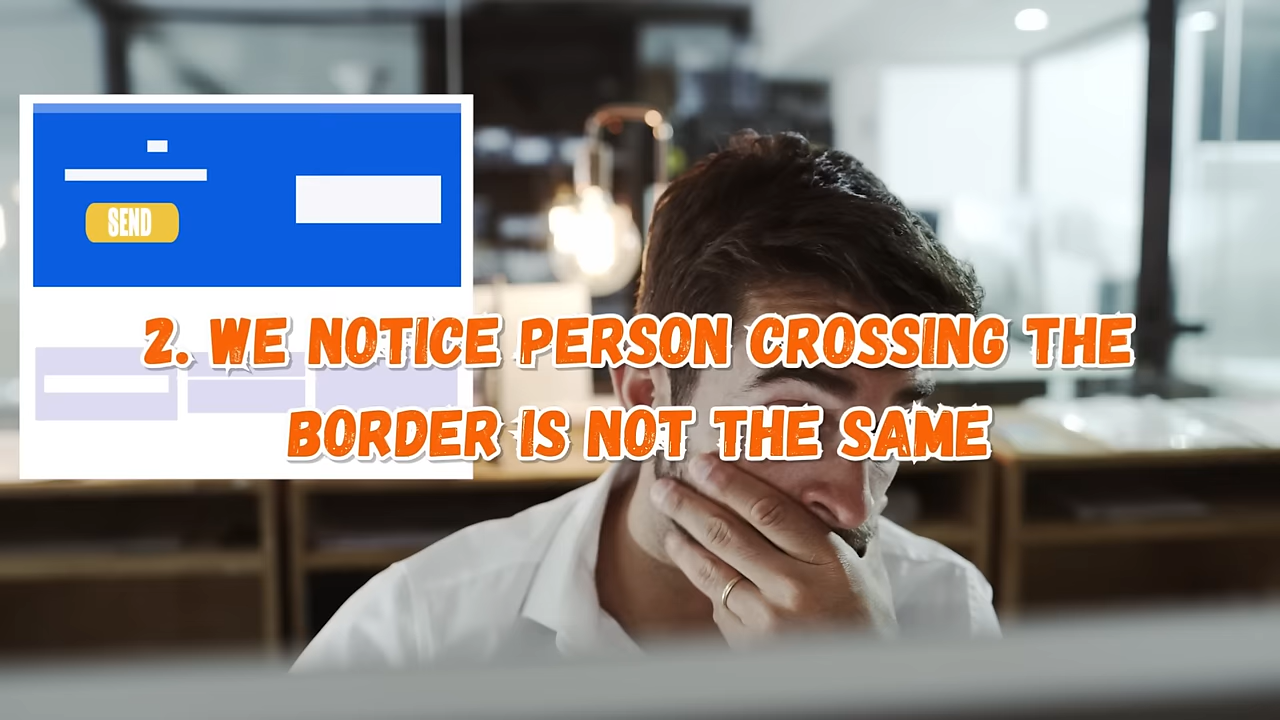 SEND
2. WE NOTICE PERSON CROSSING THE
BORDER IS NOT THE SAME